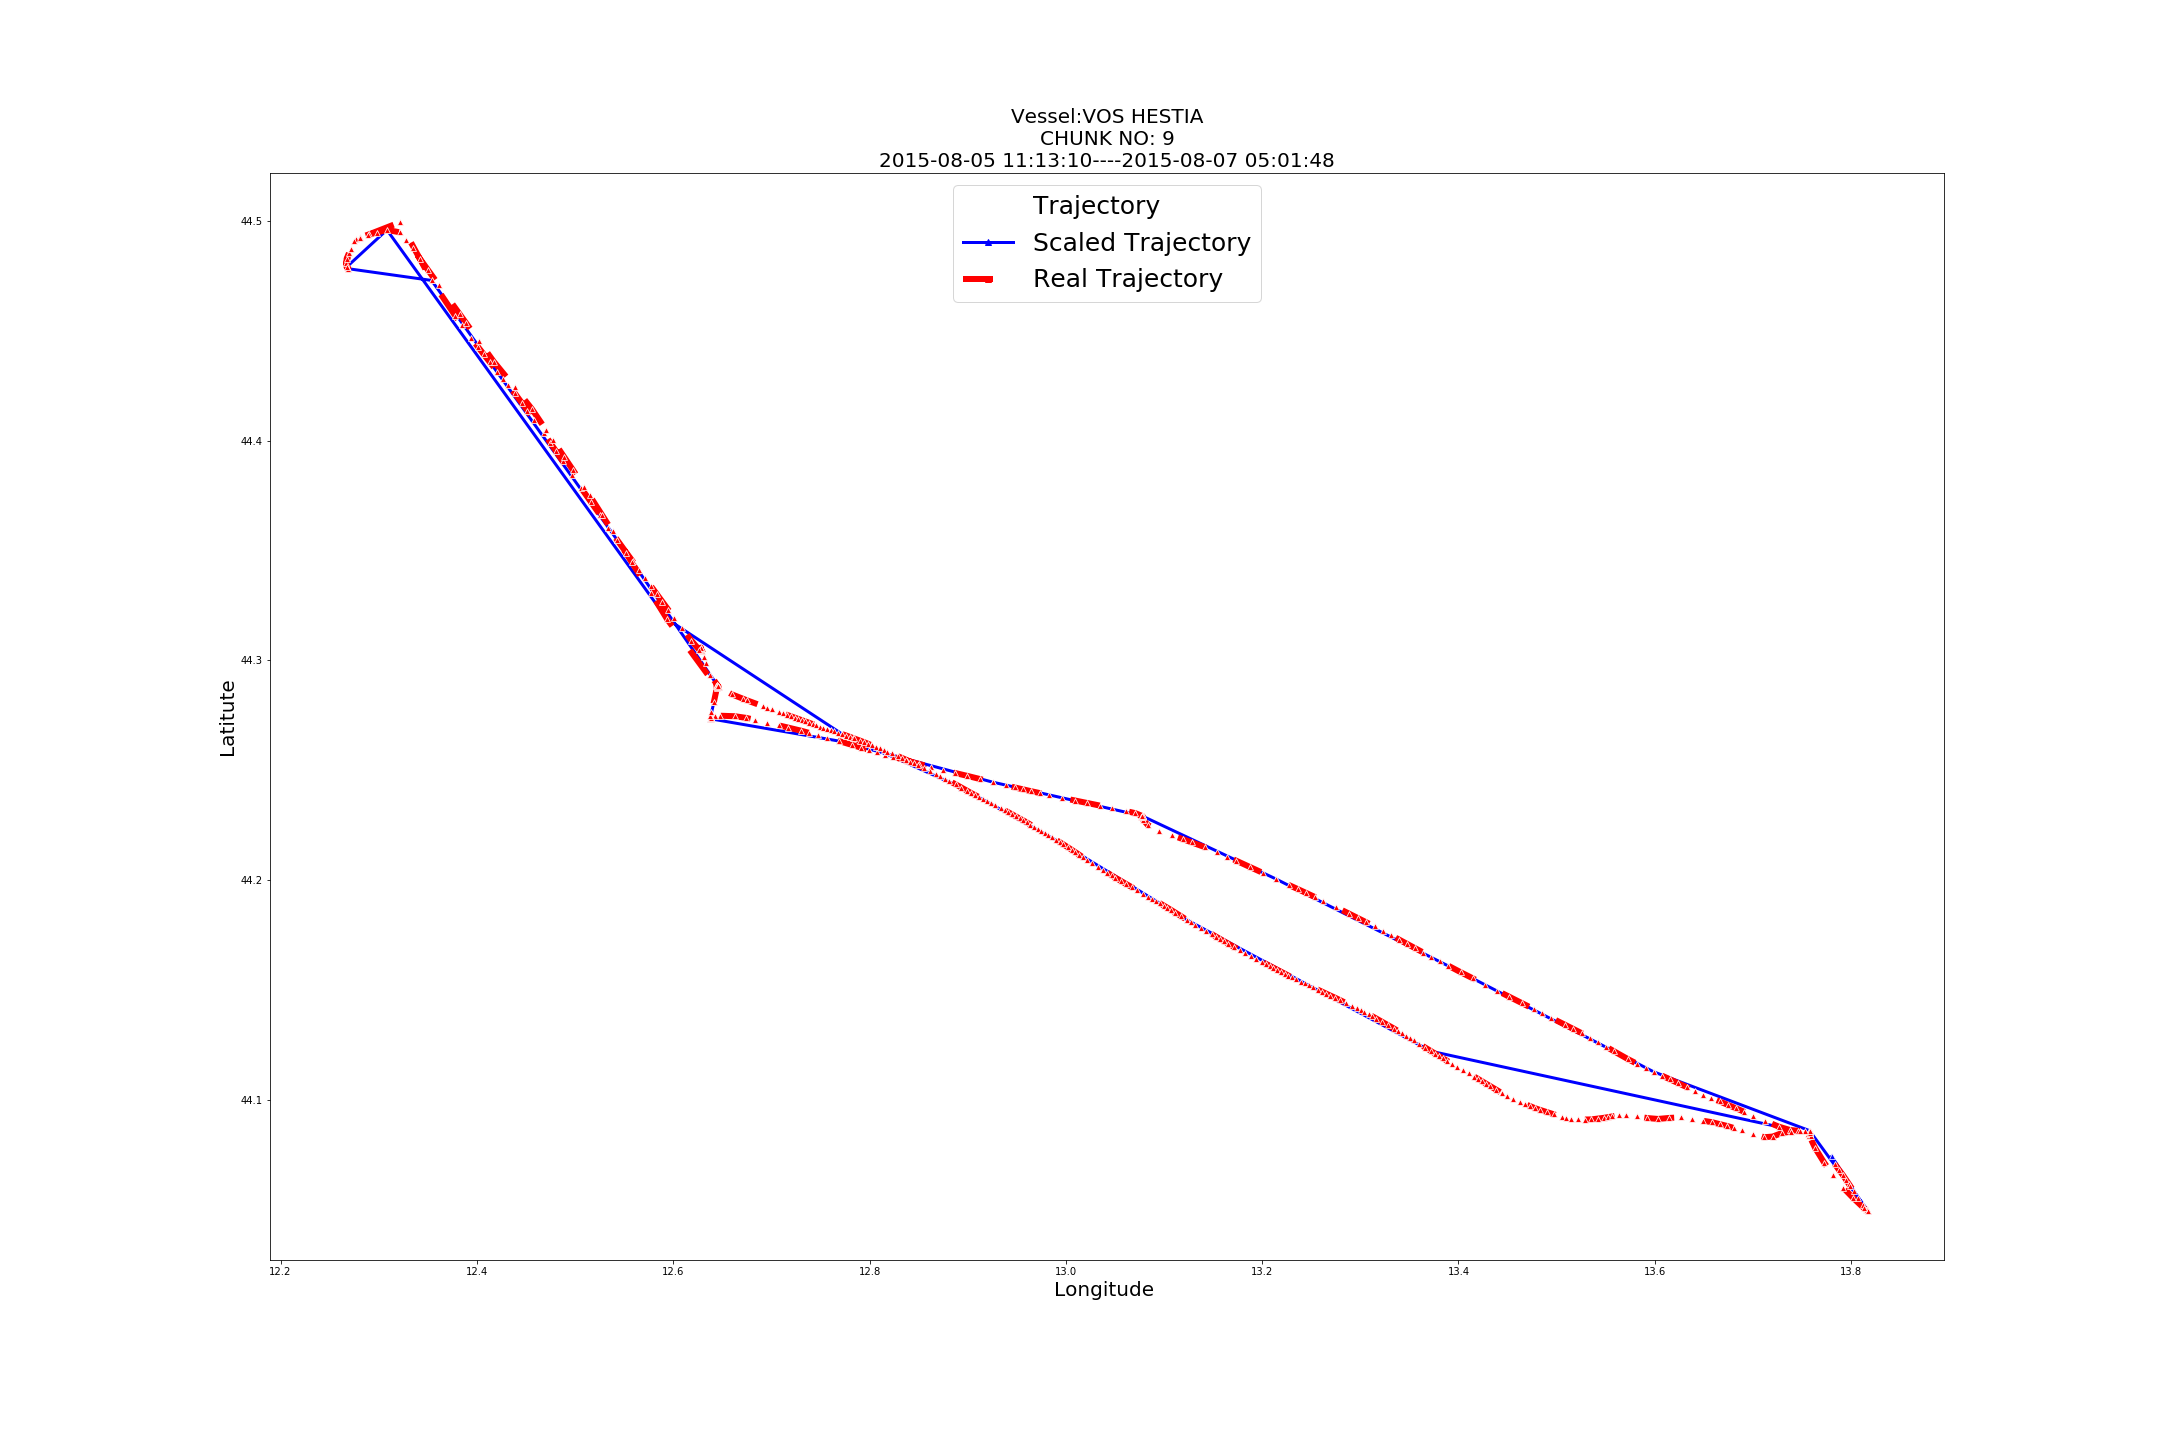 Vessel:VOS HESTIA
CHUNK NO: 9
2015-08-05 11:13:10----2015-08-07 05:01:48
Trajectory
Scaled Trajectory
Real Trajectory
44.5
44.4
44.3
44.2
44.1
Latitute
12.2 12.4 12.6 12.8 13.0 13.2 13.4 13.6 13.8
Longitude